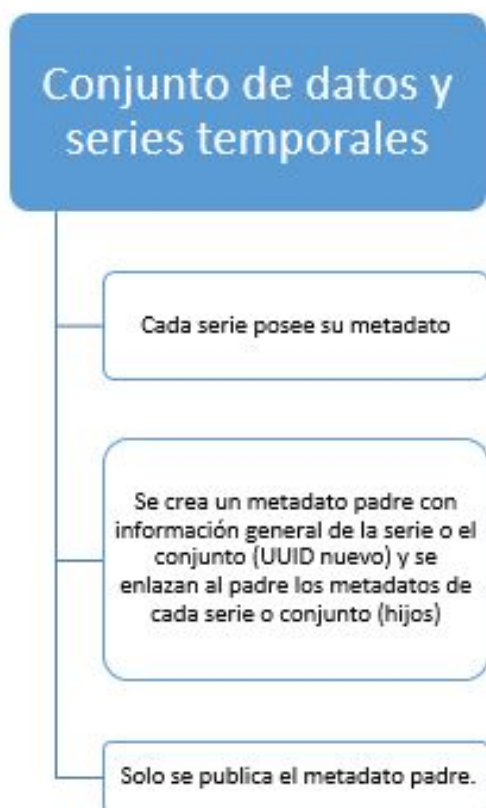 Conjunto de datos y
series temporales
Cada serie posee su metadato
Se crea un metadato padre con
información general de la serie o el
conjunto (UUID nuevo) y se
enlazan al padre los metadatos de
cada serie o conjunto (hijos)
Solo se publica el metadato padre.